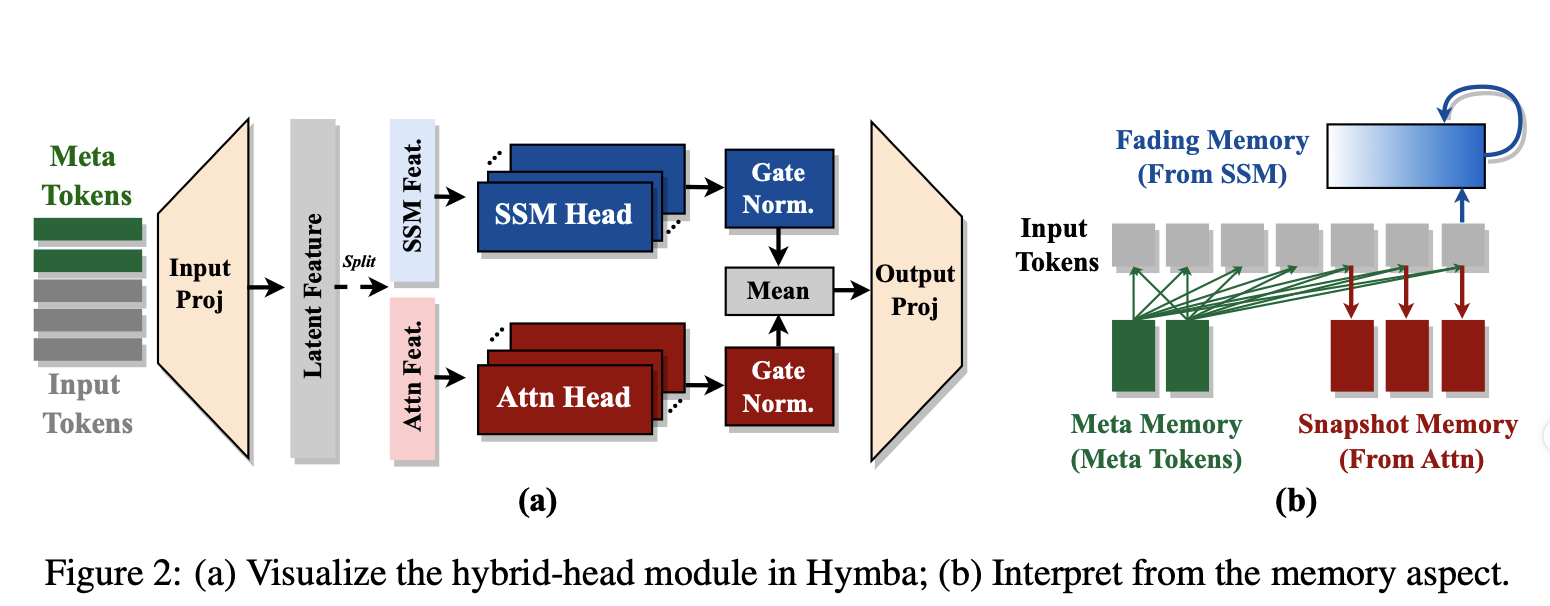 Meta
Tokens
Input
Tokens
Input
Proj
Latent Feature
Split
SSM Feat.
Attn Feat.
SSM Head
Attn Head
Gate
Norm.
Mean
Gate
Norm.
Output
Proj
(a)
Fading Memory
(From SSM)
Input
Tokens
Meta Memory
(Meta Tokens)
Snapshot Memory
(From Attn)
(b)
Figure 2: (a) Visualize the hybrid-head module in Hymba; (b) Interpret from the memory aspect.